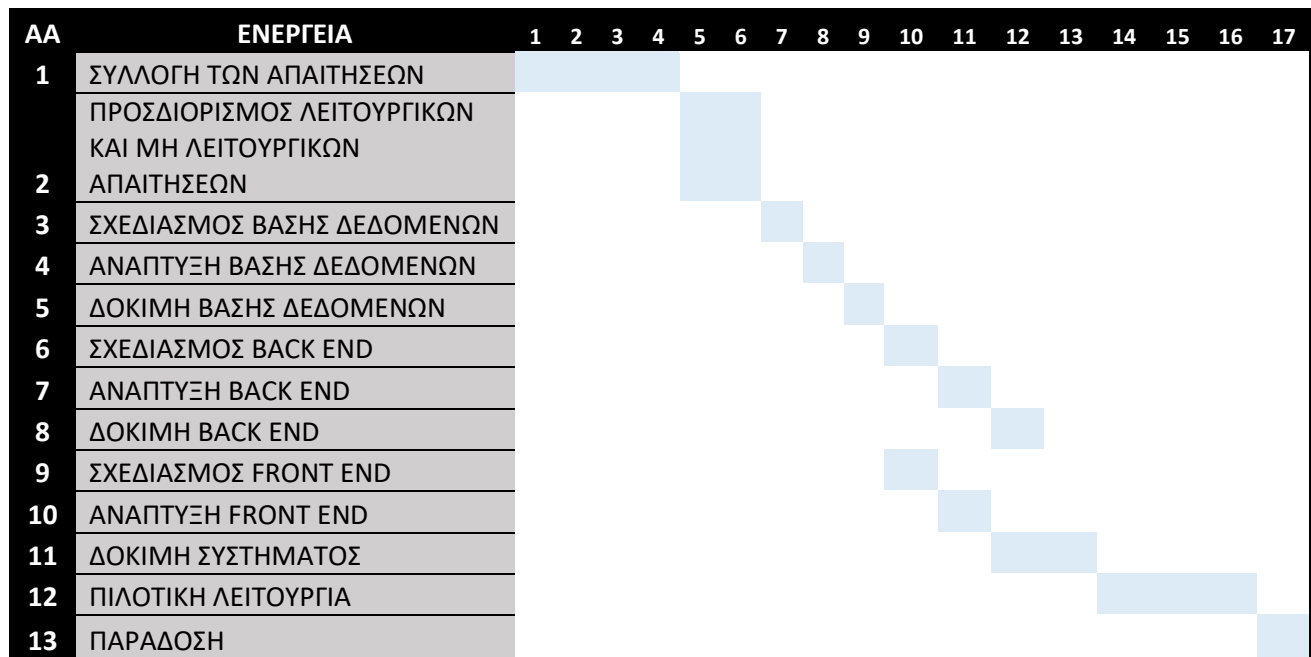 ΑΑ ΕΝΕΡΓΕΙΑ 1 2 3 4 5 6 7 8 9 10 11 12 13 14 15 16 17
1 ΣΥΛΛΟΓΗ ΤΩΝ ΑΠΑΙΤΗΣΕΩΝ
ΠΡΟΣΔΙΟΡΙΣΜΟΣ ΛΕΙΤΟΥΡΓΙΚΩΝ
ΚΑΙ ΜΗ ΛΕΙΤΟΥΡΓΙΚΩΝ
2 ΑΠΑΙΤΗΣΕΩΝ
3 ΣΧΕΔΙΑΣΜΟΣ ΒΑΣΗΣ ΔΕΔΟΜΕΝΩΝ
4 ΑΝΑΠΤΥΞΗ ΒΑΣΗΣ ΔΕΔΟΜΕΝΩΝ
5 ΔΟΚΙΜΗ ΒΑΣΗΣ ΔΕΔΟΜΕΝΩΝ
6 ΣΧΕΔΙΑΣΜΟΣ BACK END
7 ΑΝΑΠΤΥΞΗ BACK END
8 ΔΟΚΙΜΗ BACK END
9 ΣΧΕΔΙΑΣΜΟΣ FRONT END
10 ΑΝΑΠΤΥΞΗ FRONT END
11 ΔΟΚΙΜΗ ΣΥΣΤΗΜΑΤΟΣ
12 ΠΙΛΟΤΙΚΗ ΛΕΙΤΟΥΡΓΙΑ
13 ΠΑΡΑΔΟΣΗ